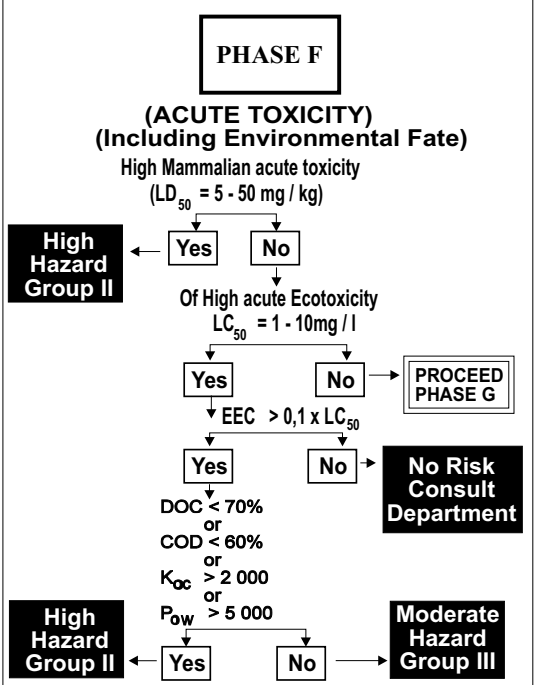 PHASE F
(ACUTE TOXICITY)
(Including Environmental Fate)
High Mammalian acute toxicity
(LD50 = 5 - 50 mg / kg)
High
Hazard
Group II
Yes
No
Of High acute Ecotoxicity
LC50 = 1 - 10mg / l
Yes
No
PROCEED
PHASE G
EEC > 0,1 x LC50
Yes
No
No Risk
Consult
Department
DOC < 70%
or
COD < 60%
or
Koc > 2 000
or
Pow > 5 000
High
Hazard
Group II
Yes
No
Moderate
Hazard
Group III